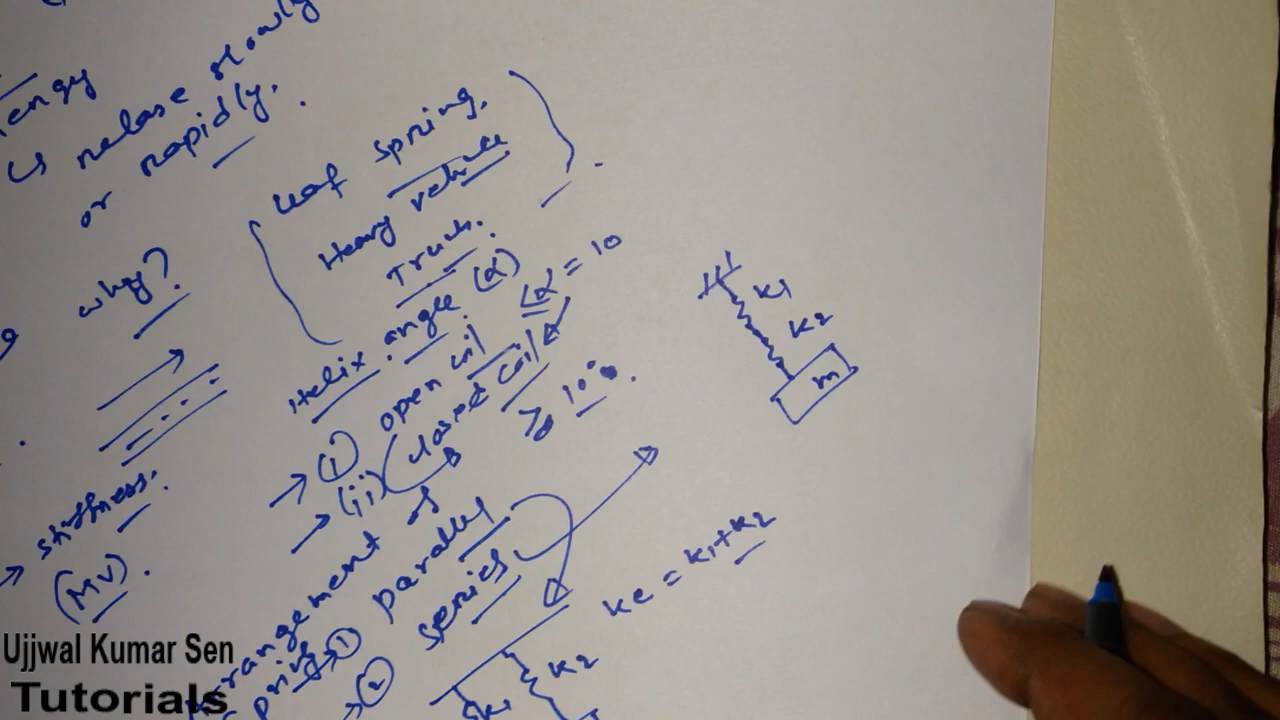 release slowly
or rapidly.
why?
stiffness.
(MV).
Leaf spring,
Heavy vehicle
Truck.
Helix angle (α)
→ (i) open coil
→ (ii) closed coil
α = 10
10°
Arrangement of
spring → ① parallel
→ ② series
ke = k1+k2
k1
k2
m
k1
k2
Ujjwal Kumar Sen
Tutorials